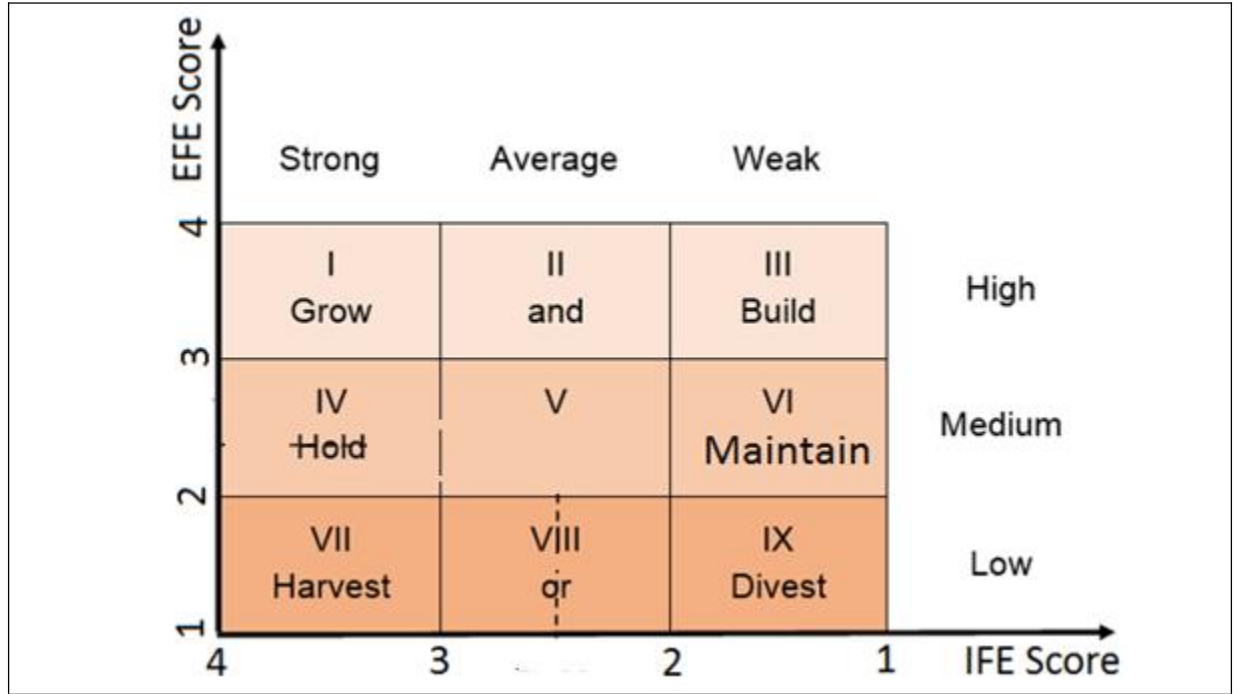 EFE Score
Strong Average Weak
4
I II III
Grow and Build
High
3
IV V VI
Hold Maintain
Medium
2
VII VIII IX
Harvest or Divest
Low
1
4 3 2 1 IFE Score